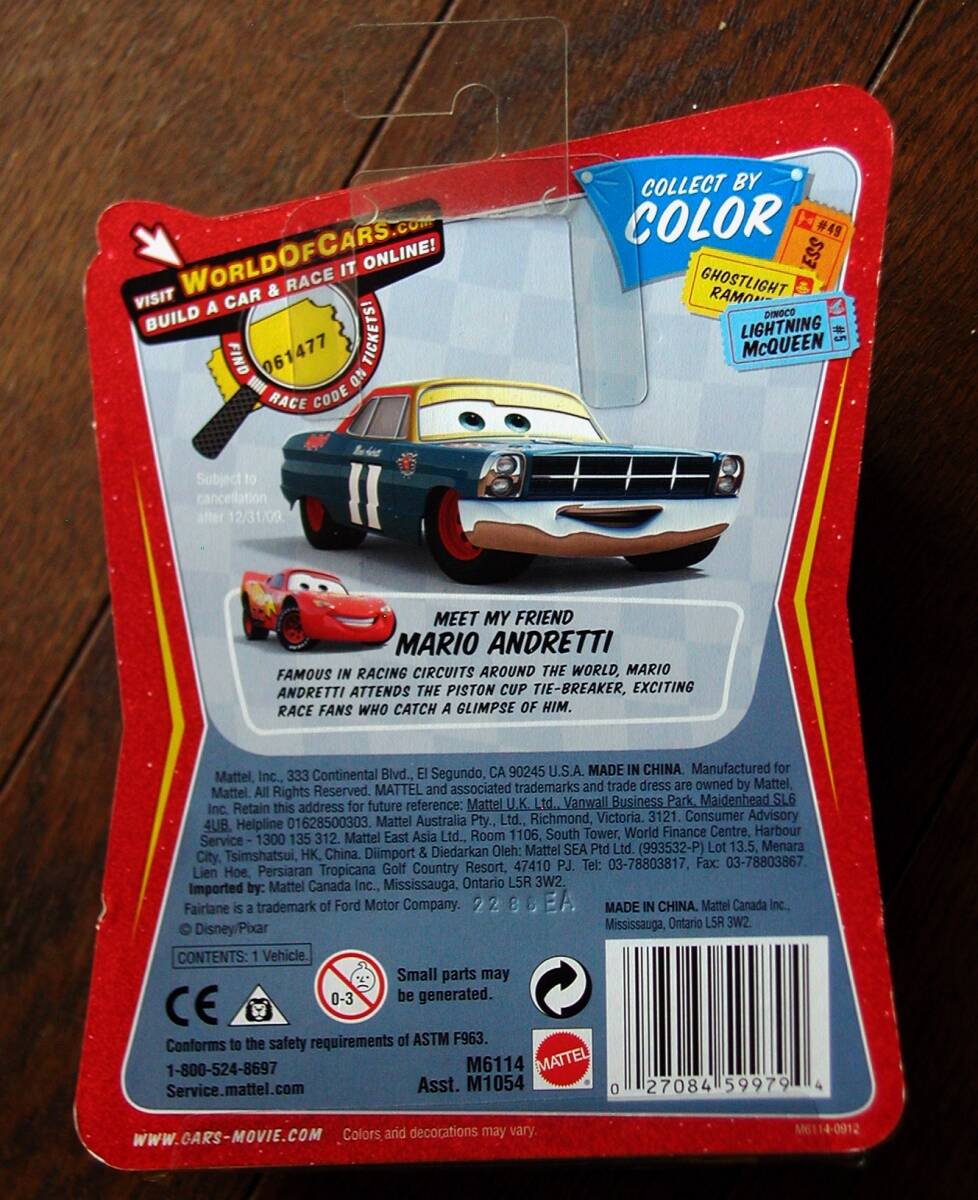 VISIT WORLDOFCARS.COM
BUILD A CAR & RACE IT ONLINE!
061477
FIND RACE CODE ON TICKETS!
Subject to
cancellation
after 12/31/09.
COLLECT BY
COLOR
#49
ESS
GHOSTLIGHT
RAMONE
DINOCO
LIGHTNING
MCQUEEN
#5
Mario Andretti
11
MEET MY FRIEND
MARIO ANDRETTI
FAMOUS IN RACING CIRCUITS AROUND THE WORLD, MARIO
ANDRETTI ATTENDS THE PISTON CUP TIE-BREAKER, EXCITING
RACE FANS WHO CATCH A GLIMPSE OF HIM.
Mattel, Inc., 333 Continental Blvd., El Segundo, CA 90245 U.S.A. MADE IN CHINA. Manufactured for
Mattel. All Rights Reserved. MATTEL and associated trademarks and trade dress are owned by Mattel,
Inc. Retain this address for future reference: Mattel U.K. Ltd., Vanwall Business Park, Maidenhead SL6
4UB. Helpline 01628500303. Mattel Australia Pty., Ltd., Richmond, Victoria. 3121. Consumer Advisory
Service - 1300 135 312. Mattel East Asia Ltd., Room 1106, South Tower, World Finance Centre, Harbour
City, Tsimshatsui, HK, China. Diimport & Diedarkan Oleh: Mattel SEA Ptd Ltd. (993532-P) Lot 13.5, Menara
Lien Hoe, Persiaran Tropicana Golf Country Resort, 47410 PJ. Tel: 03-78803817, Fax: 03-78803867.
Imported by: Mattel Canada Inc., Mississauga, Ontario L5R 3W2.
Fairlane is a trademark of Ford Motor Company. 2288EA
© Disney/Pixar
MADE IN CHINA. Mattel Canada Inc.,
Mississauga, Ontario L5R 3W2.
CONTENTS: 1 Vehicle.
CE
0-3
Small parts may
be generated.
Conforms to the safety requirements of ASTM F963.
1-800-524-8697
Service.mattel.com
M6114
Asst. M1054
MATTEL
0 27084 59979 4
WWW.CARS-MOVIE.COM
Colors and decorations may vary.
M6114-0912